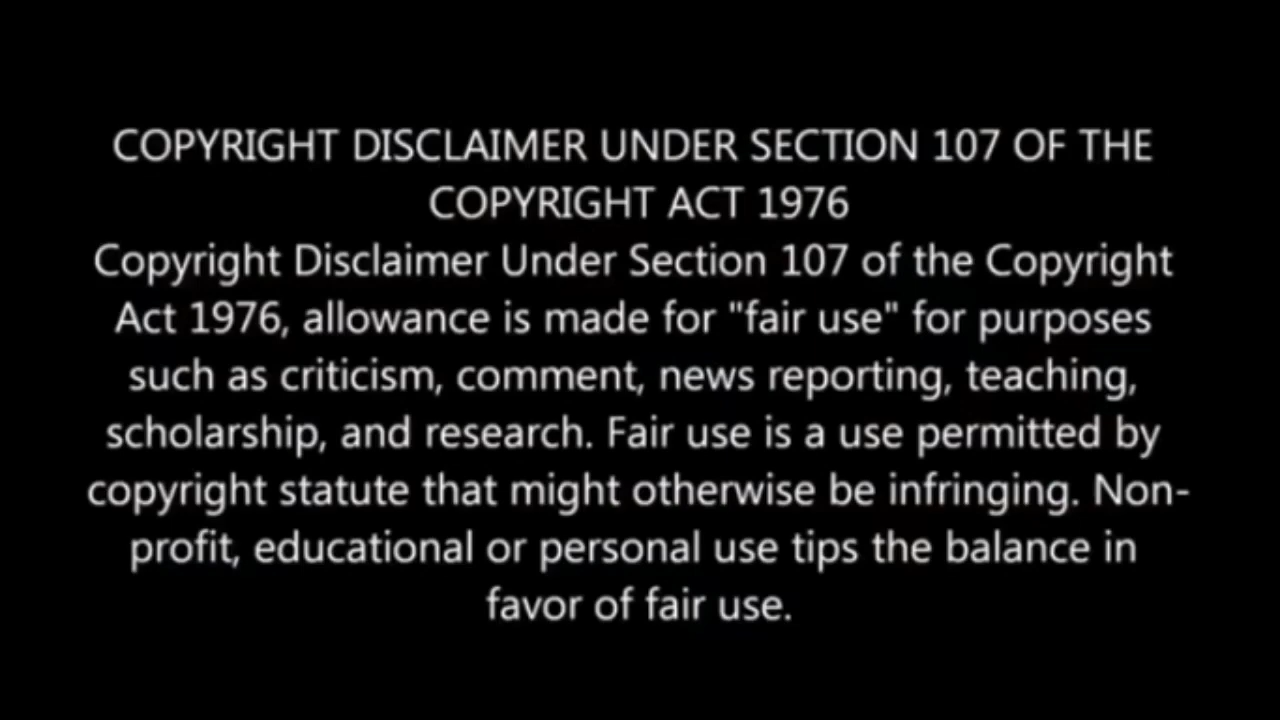 COPYRIGHT DISCLAIMER UNDER SECTION 107 OF THE
COPYRIGHT ACT 1976
Copyright Disclaimer Under Section 107 of the Copyright
Act 1976, allowance is made for "fair use" for purposes
such as criticism, comment, news reporting, teaching,
scholarship, and research. Fair use is a use permitted by
copyright statute that might otherwise be infringing. Non-
profit, educational or personal use tips the balance in
favor of fair use.